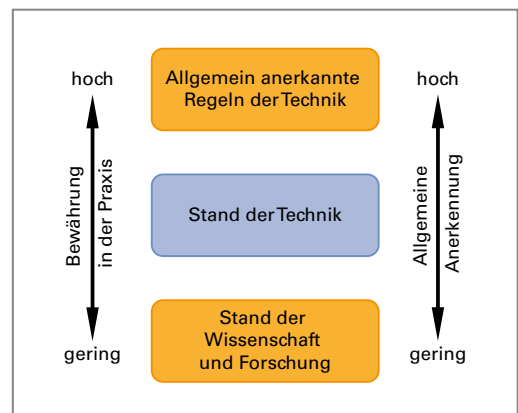 hoch
Allgemein anerkannte
Regeln der Technik
hoch
Bewährung
in der Praxis
Stand der Technik
Allgemeine
Anerkennung
gering
Stand der
Wissenschaft
und Forschung
gering